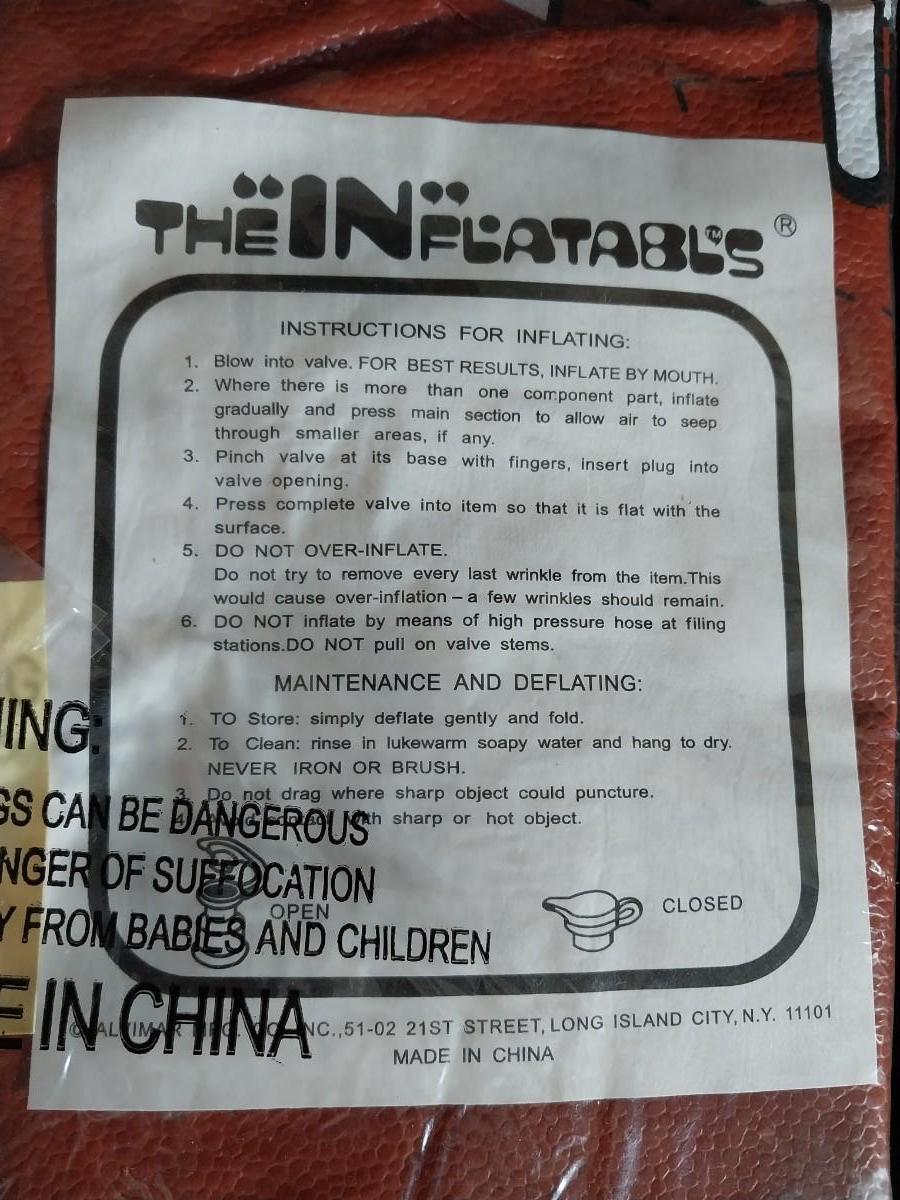 THE INFLATABLES ®
TM
INSTRUCTIONS FOR INFLATING:
1. Blow into valve. FOR BEST RESULTS, INFLATE BY MOUTH.
2. Where there is more than one component part, inflate
gradually and press main section to allow air to seep
through smaller areas, if any.
3. Pinch valve at its base with fingers, insert plug into
valve opening.
4. Press complete valve into item so that it is flat with the
surface.
5. DO NOT OVER-INFLATE.
Do not try to remove every last wrinkle from the item.This
would cause over-inflation – a few wrinkles should remain.
6. DO NOT inflate by means of high pressure hose at filing
stations.DO NOT pull on valve stems.
MAINTENANCE AND DEFLATING:
1. TO Store: simply deflate gently and fold.
2. To Clean: rinse in lukewarm soapy water and hang to dry.
NEVER IRON OR BRUSH.
3. Do not drag where sharp object could puncture.
4. Avoid contact with sharp or hot object.
OPEN
CLOSED
© ALVIMAR MFG. CO. INC.,51-02 21ST STREET, LONG ISLAND CITY, N.Y. 11101
MADE IN CHINA
ING:
GS CAN BE DANGEROUS
NGER OF SUFFOCATION
Y FROM BABIES AND CHILDREN
E IN CHINA